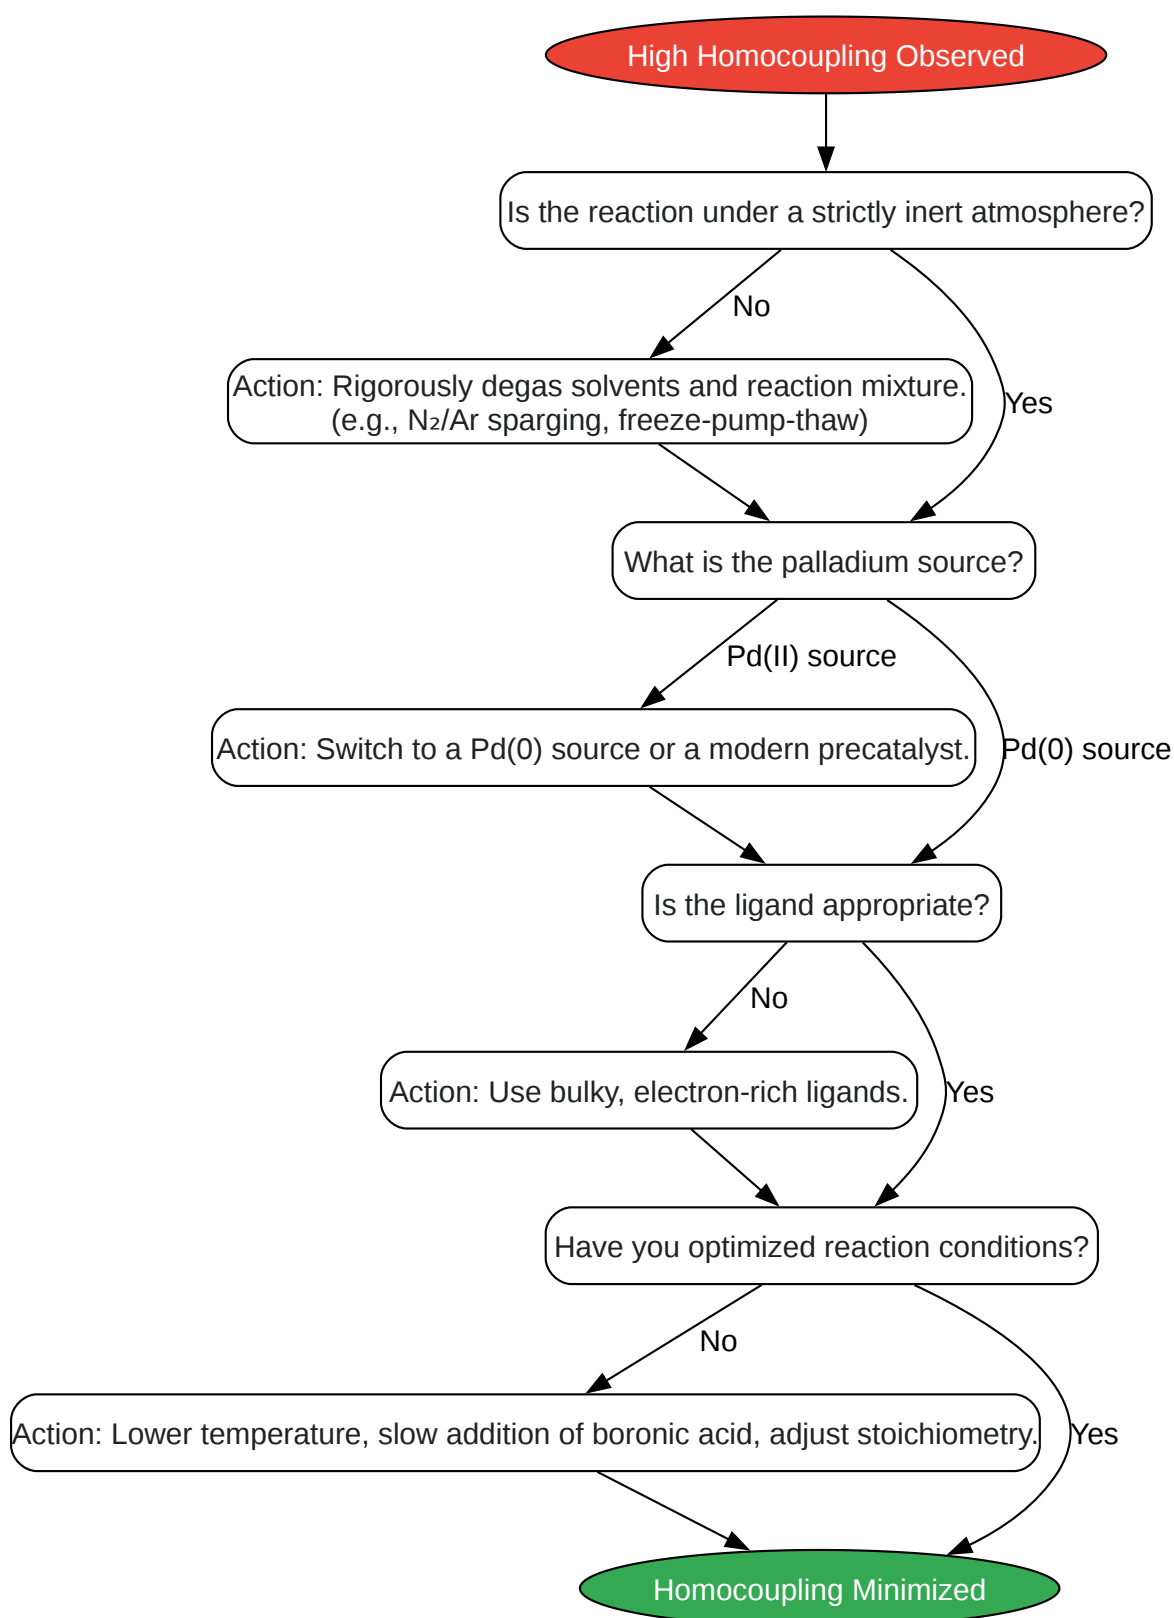 High Homocoupling Observed
Is the reaction under a strictly inert atmosphere?
No
Action: Rigorously degas solvents and reaction mixture.
(e.g., N₂/Ar sparging, freeze-pump-thaw)
Yes
What is the palladium source?
Pd(II) source
Action: Switch to a Pd(0) source or a modern precatalyst.
Pd(0) source
Is the ligand appropriate?
No
Action: Use bulky, electron-rich ligands.
Yes
Have you optimized reaction conditions?
No
Action: Lower temperature, slow addition of boronic acid, adjust stoichiometry.
Yes
Homocoupling Minimized